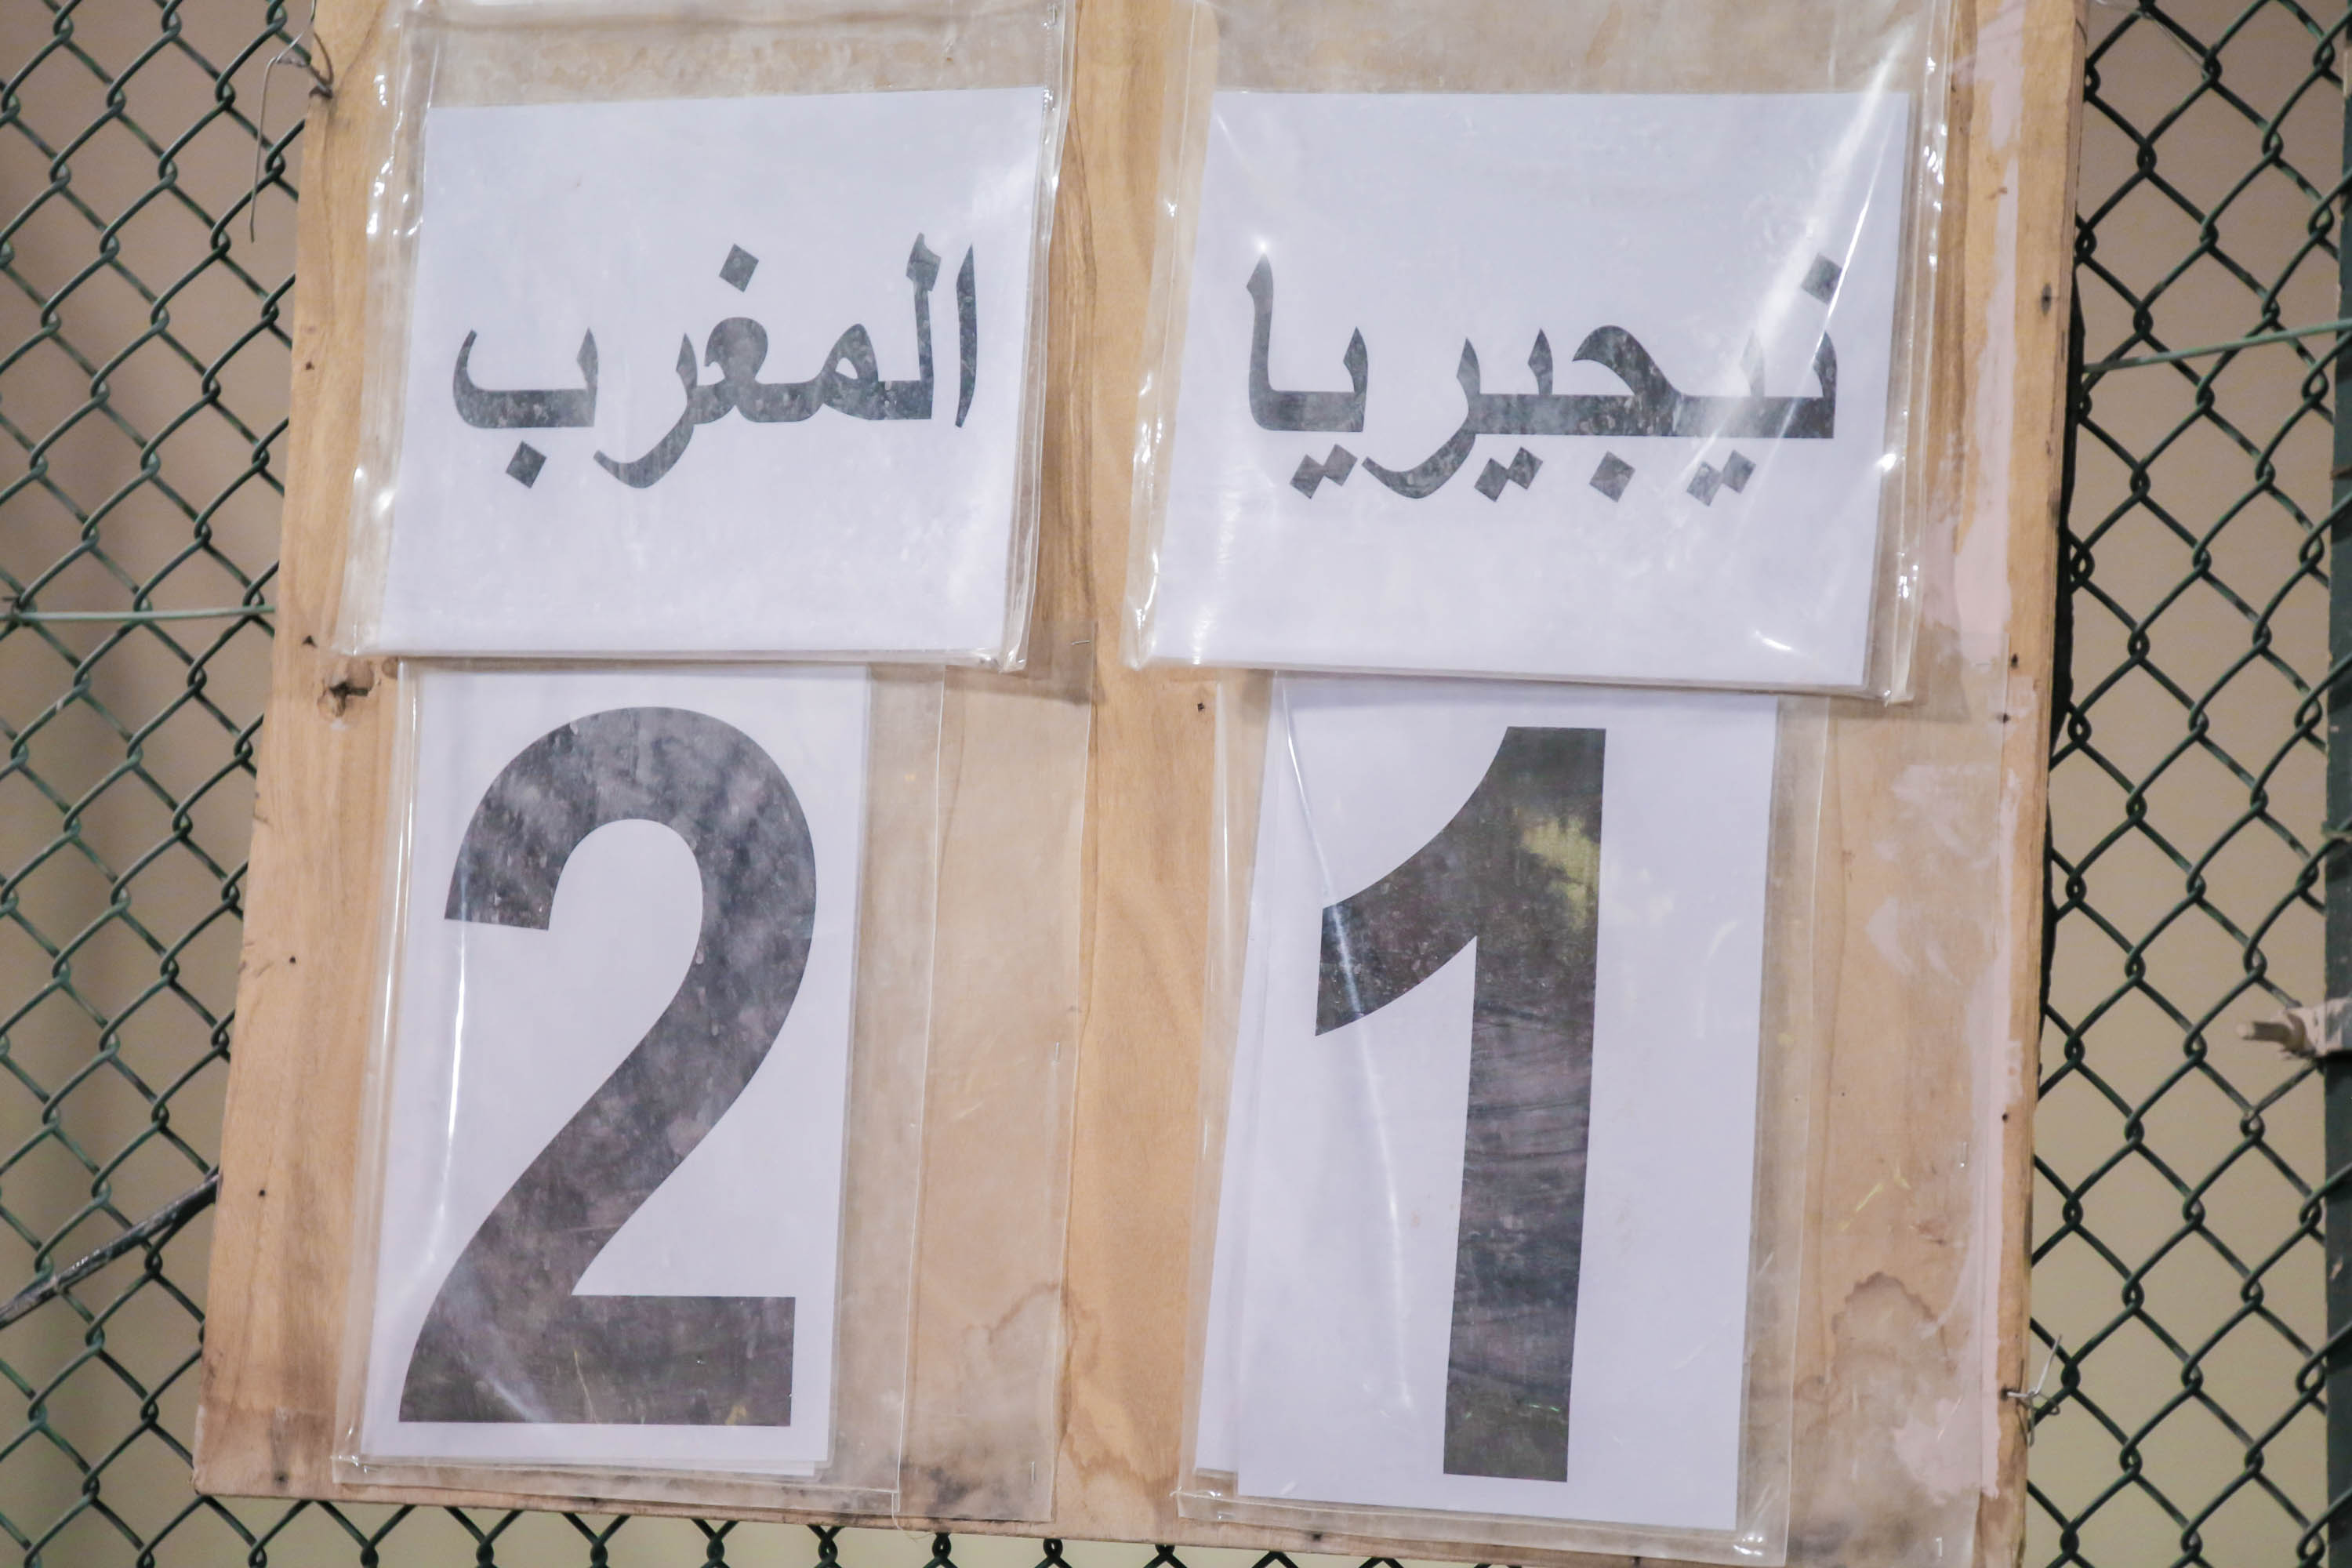 نيجيريا
المغرب
1
2